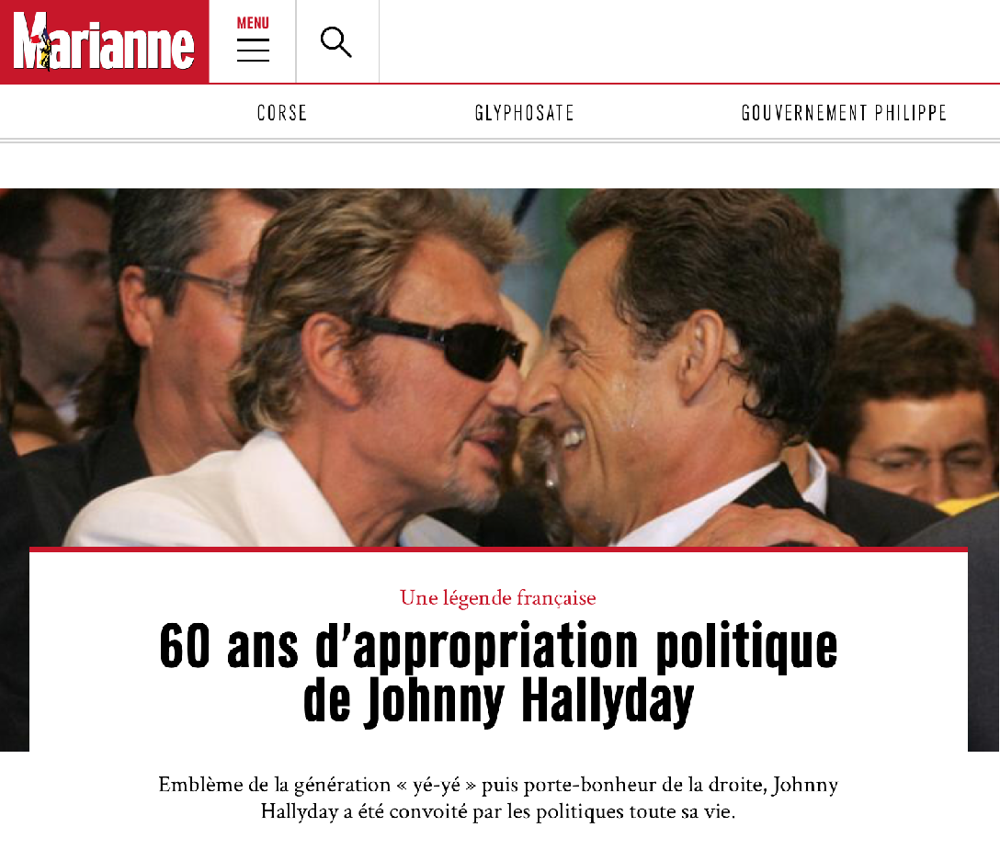 Marianne
MENU
CORSE
GLYPHOSATE
GOUVERNEMENT PHILIPPE
Une légende française
60 ans d'appropriation politique
de Johnny Hallyday
Emblème de la génération « yé-yé » puis porte-bonheur de la droite, Johnny
Hallyday a été convoité par les politiques toute sa vie.